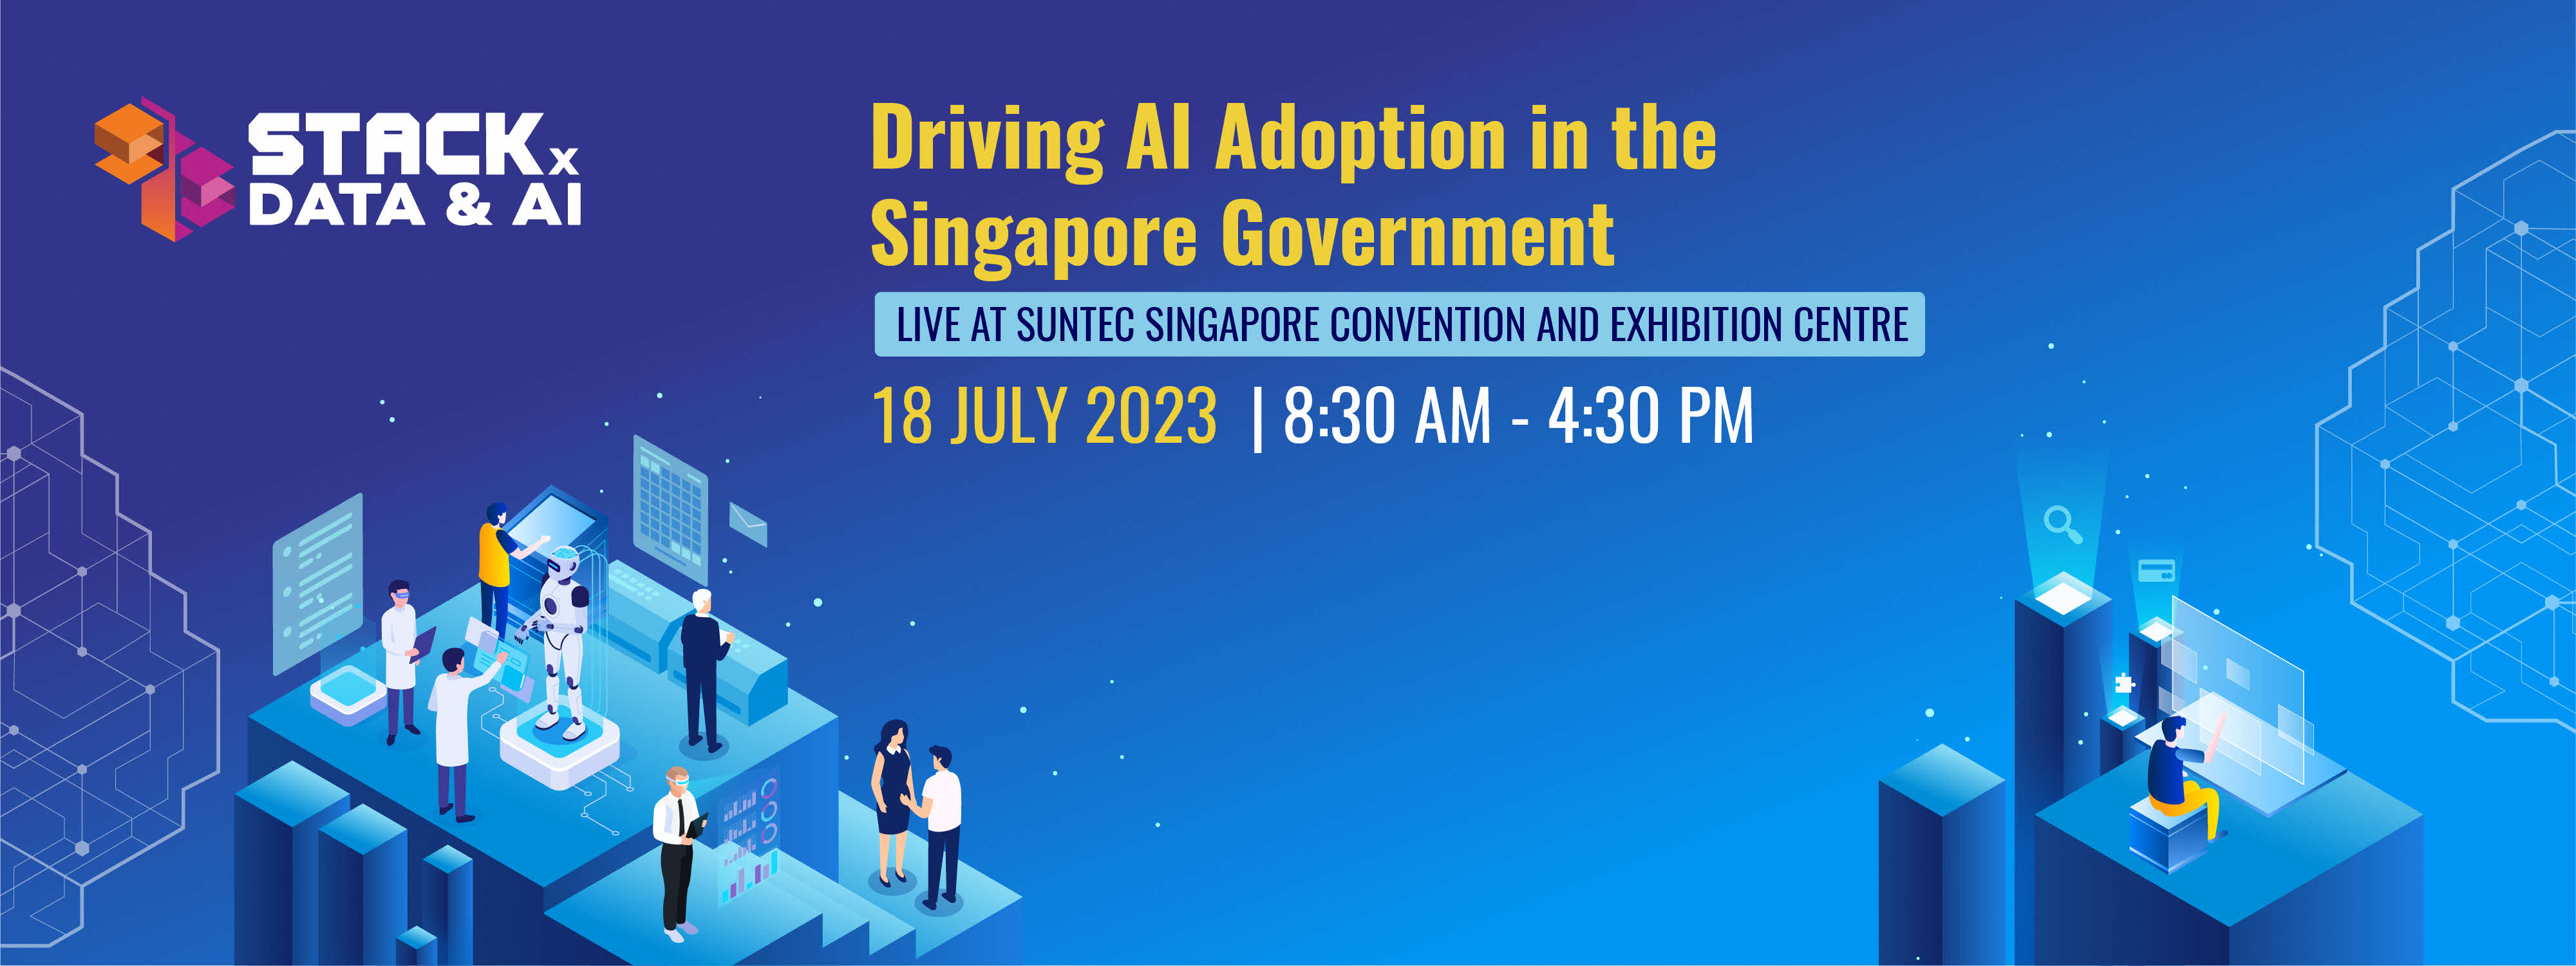 STACKx
DATA & AI
Driving AI Adoption in the
Singapore Government
LIVE AT SUNTEC SINGAPORE CONVENTION AND EXHIBITION CENTRE
18 JULY 2023 | 8:30 AM - 4:30 PM